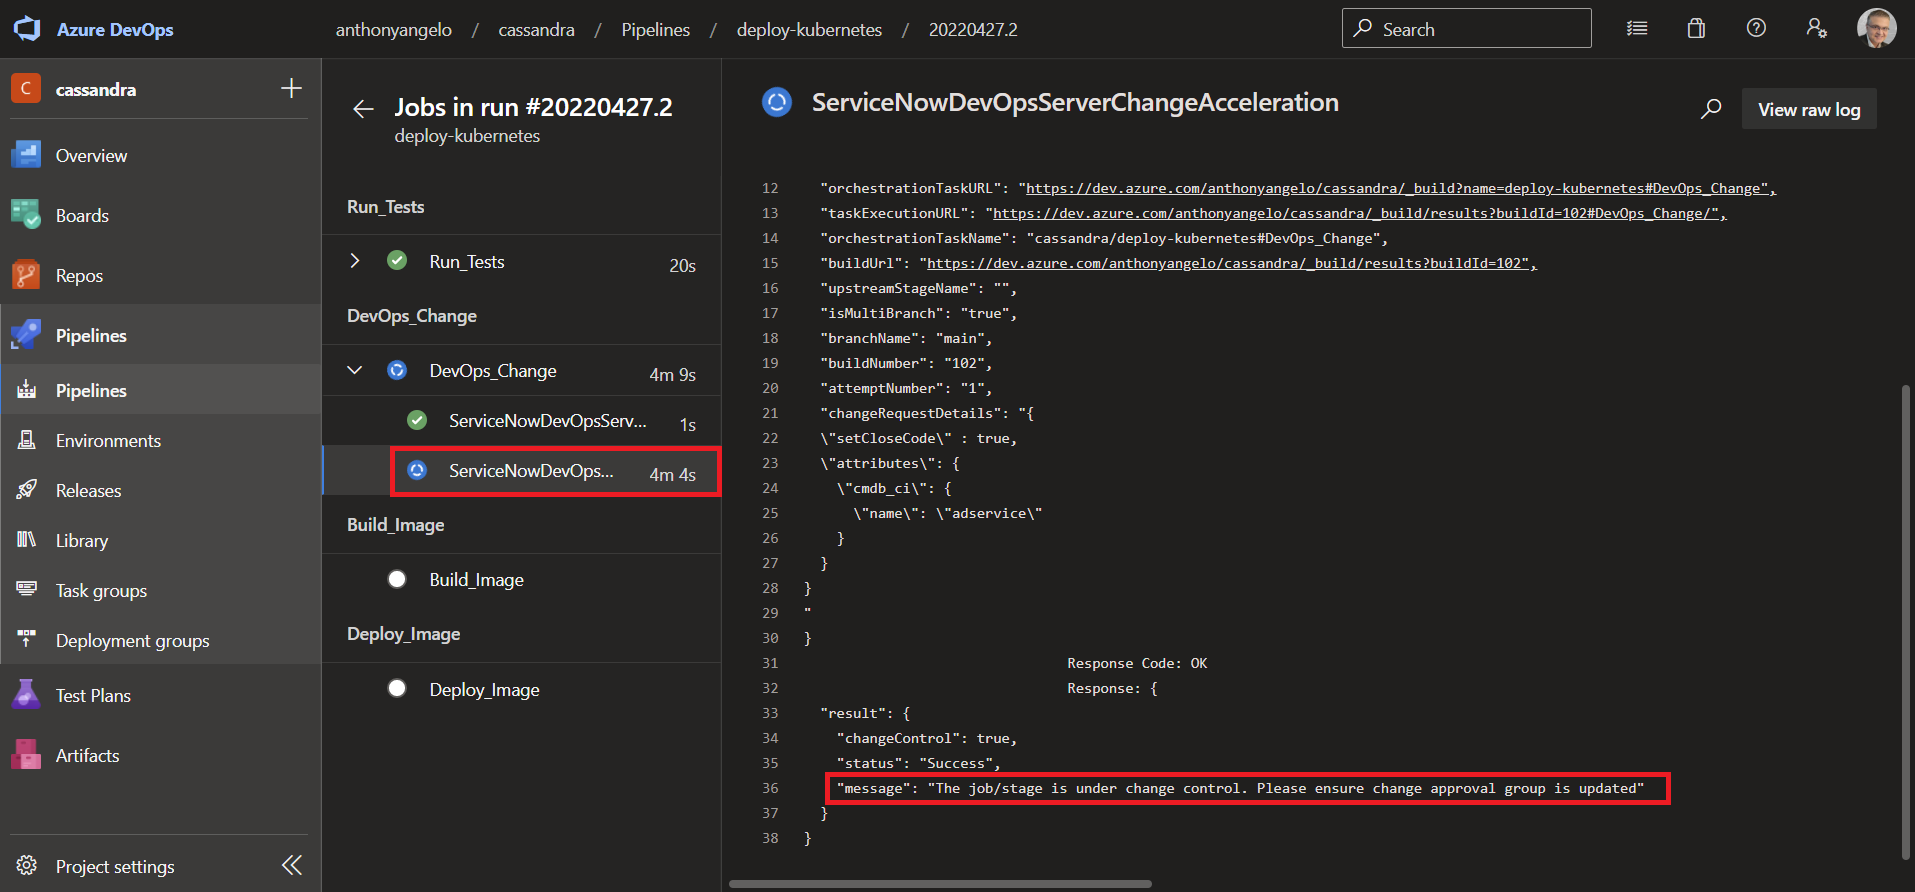 Azure DevOps
anthonyangelo / cassandra / Pipelines / deploy-kubernetes / 20220427.2
Search
C
cassandra
Overview
Boards
Repos
Pipelines
Pipelines
Environments
Releases
Library
Task groups
Deployment groups
Test Plans
Artifacts
Project settings
Jobs in run #20220427.2
deploy-kubernetes
Run_Tests
Run_Tests 20s
DevOps_Change
DevOps_Change 4m 9s
ServiceNowDevOpsServ... 1s
ServiceNowDevOps... 4m 4s
Build_Image
Build_Image
Deploy_Image
Deploy_Image
ServiceNowDevOpsServerChangeAcceleration
View raw log
12 "orchestrationTaskURL": "https://dev.azure.com/anthonyangelo/cassandra/_build?name=deploy-kubernetes#DevOps_Change",
13 "taskExecutionURL": "https://dev.azure.com/anthonyangelo/cassandra/_build/results?buildId=102#DevOps_Change/",
14 "orchestrationTaskName": "cassandra/deploy-kubernetes#DevOps_Change",
15 "buildUrl": "https://dev.azure.com/anthonyangelo/cassandra/_build/results?buildId=102",
16 "upstreamStageName": "",
17 "isMultiBranch": "true",
18 "branchName": "main",
19 "buildNumber": "102",
20 "attemptNumber": "1",
21 "changeRequestDetails": "{
22 \"setCloseCode\" : true,
23 \"attributes\": {
24 \"cmdb_ci\": {
25 \"name\": \"adservice\"
26 }
27 }
28 }
29 "
30 }
31 Response Code: OK
32 Response: {
33 "result": {
34 "changeControl": true,
35 "status": "Success",
36 "message": "The job/stage is under change control. Please ensure change approval group is updated"
37 }
38 }